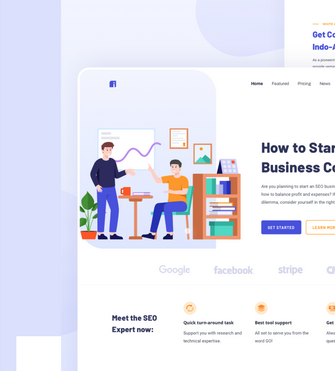 Get Co
Indo-A
Home Featured Pricing News
How to Star
Business Co
Are you planning to start an SEO busin
how to balance profit and expenses? If
dilemma, consider yourself in the right
GET STARTED
LEARN MOR
Google
facebook
stripe
Meet the SEO
Expert now:
Quick turn-around task
Support you with research and
technical expertise.
Best tool support
All set to serve you from the
word GO!
Get
Alwa
ques